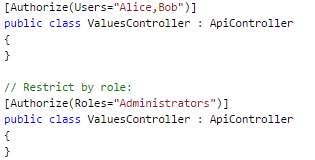 [Authorize(Users="Alice,Bob")]
public class ValuesController : ApiController
{
}
// Restrict by role:
[Authorize(Roles="Administrators")]
public class ValuesController : ApiController
{
}